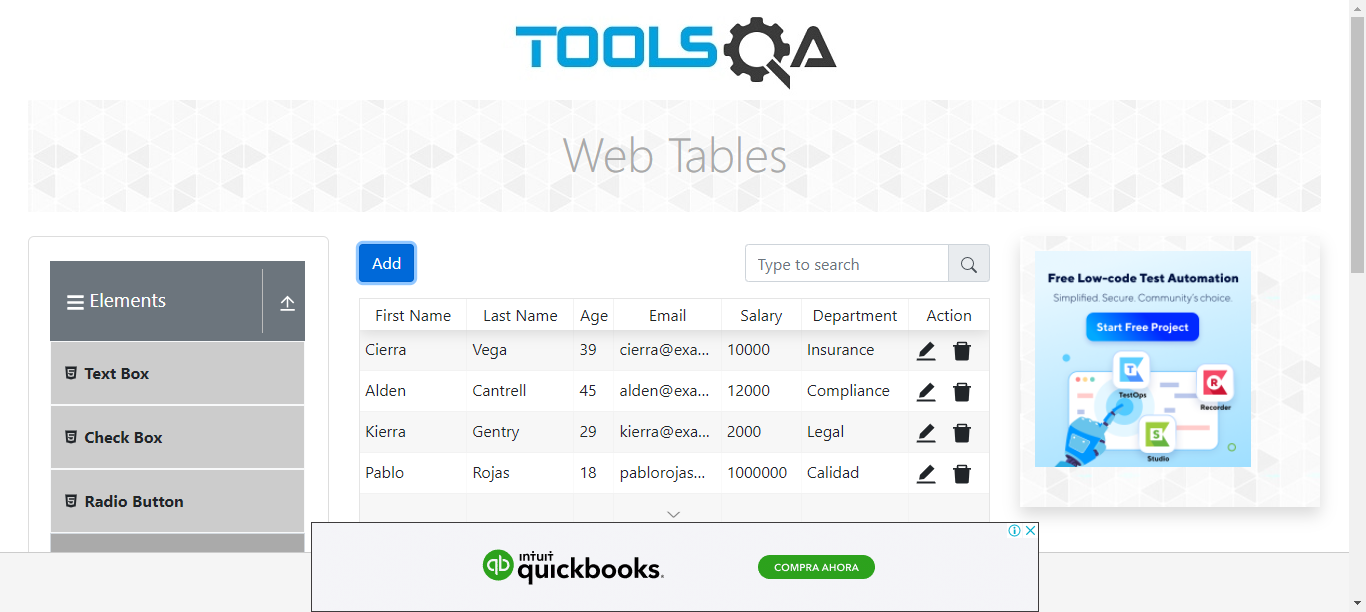 TOOLSQA
Web Tables
Elements
Text Box
Check Box
Radio Button
Add
Type to search
First Name Last Name Age Email Salary Department Action
Cierra Vega 39 cierra@exa... 10000 Insurance
Alden Cantrell 45 alden@exa... 12000 Compliance
Kierra Gentry 29 kierra@exa... 2000 Legal
Pablo Rojas 18 pablorojas... 1000000 Calidad
Free Low-code Test Automation
Simplified. Secure. Community's choice.
Start Free Project
TestOps
Recorder
Studio
qb
intuit
quickbooks.
COMPRA AHORA